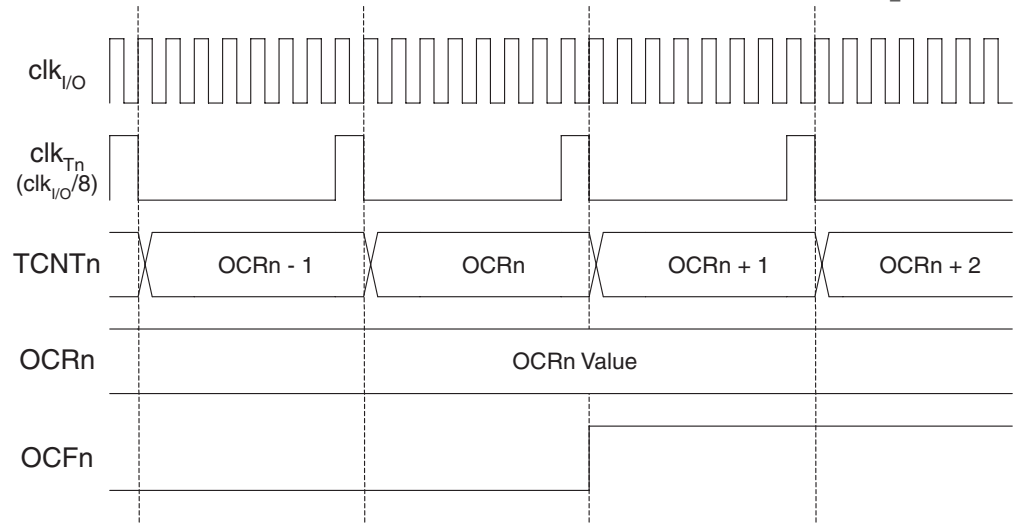 clkI/O
clkTn
(clkI/O/8)
TCNTn OCRn - 1 OCRn OCRn + 1 OCRn + 2
OCRn OCRn Value
OCFn